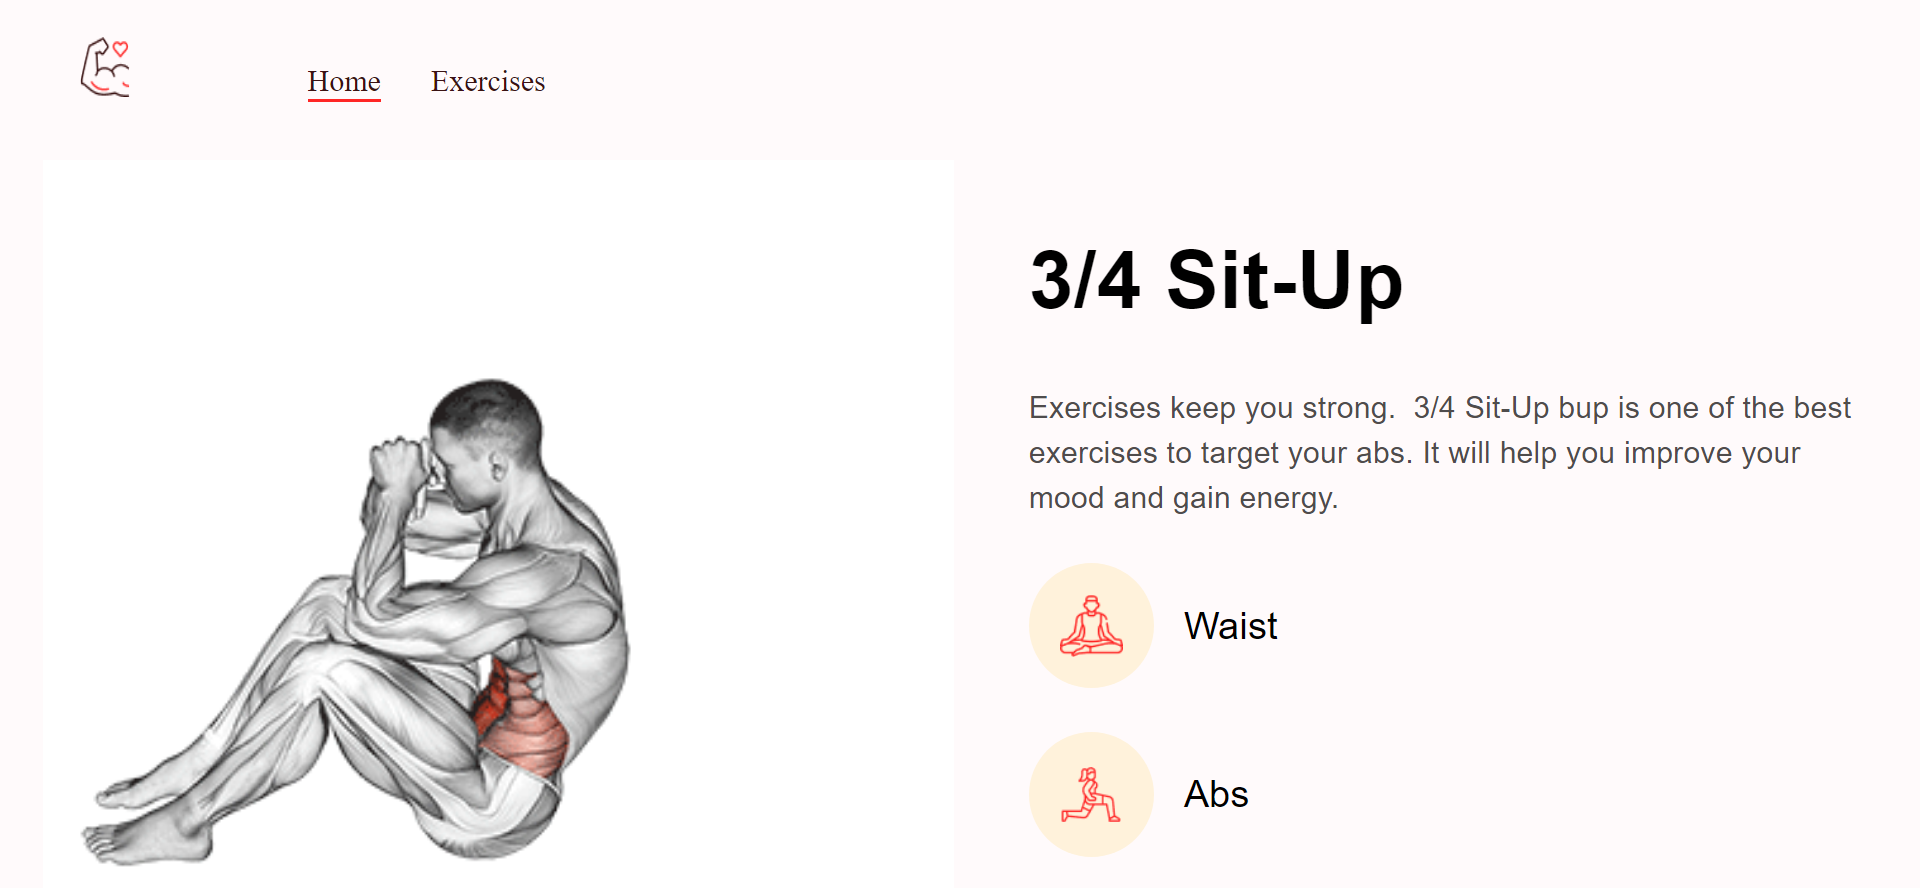 Home Exercises
3/4 Sit-Up
Exercises keep you strong. 3/4 Sit-Up bup is one of the best
exercises to target your abs. It will help you improve your
mood and gain energy.
Waist
Abs